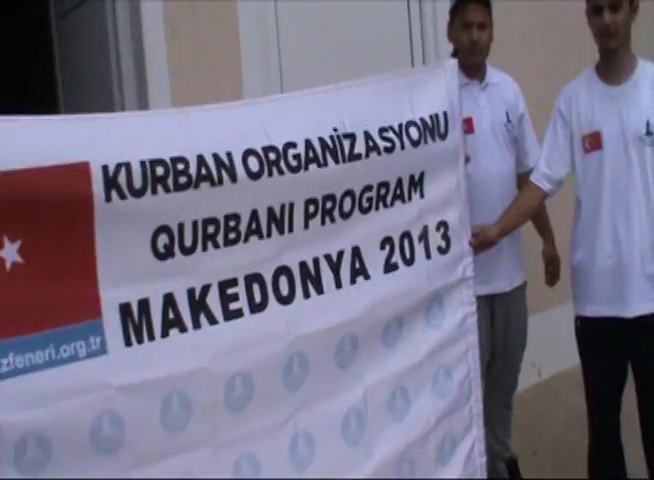 KURBAN ORGANİZASYONU
QURBANI PROGRAM
MAKEDONYA 2013
zfeneri.org.tr